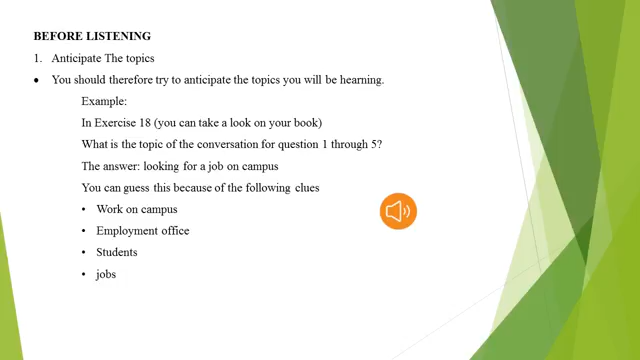 BEFORE LISTENING
1. Anticipate The topics
• You should therefore try to anticipate the topics you will be hearning.
Example:
In Exercise 18 (you can take a look on your book)
What is the topic of the conversation for question 1 through 5?
The answer: looking for a job on campus
You can guess this because of the following clues
• Work on campus
• Employment office
• Students
• jobs